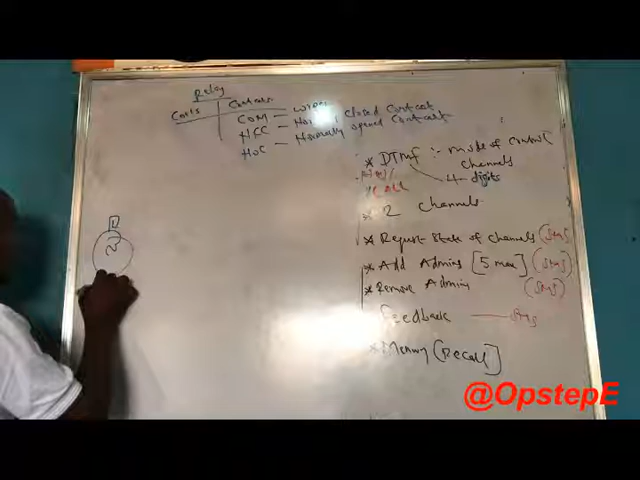 Relay
Coils Contacts
COM — wiper
NCC — Normally closed Contact
NOC — Normally opened Contact
* DTMF :- mode of Control
Channels
4 digits
CALL
* 2 Channels
* Request State of Channels (SMS)
* Add Admins [5 max] (SMS)
* Remove Admin (SMS)
Feedback — SMS
* Memory (Recall]
@OpstepE